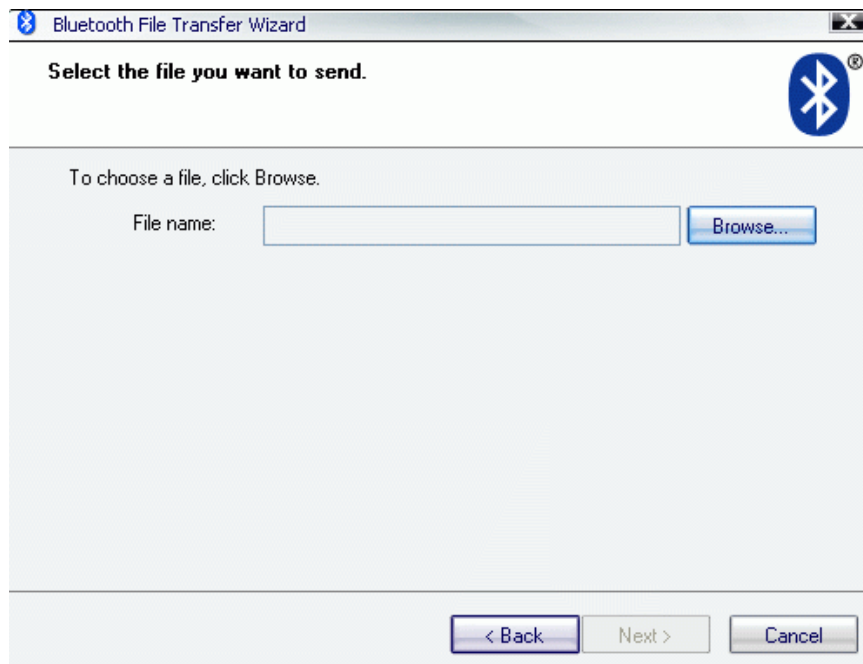 Bluetooth File Transfer Wizard
Select the file you want to send.
®
To choose a file, click Browse.
File name:
Browse...
< Back
Next >
Cancel